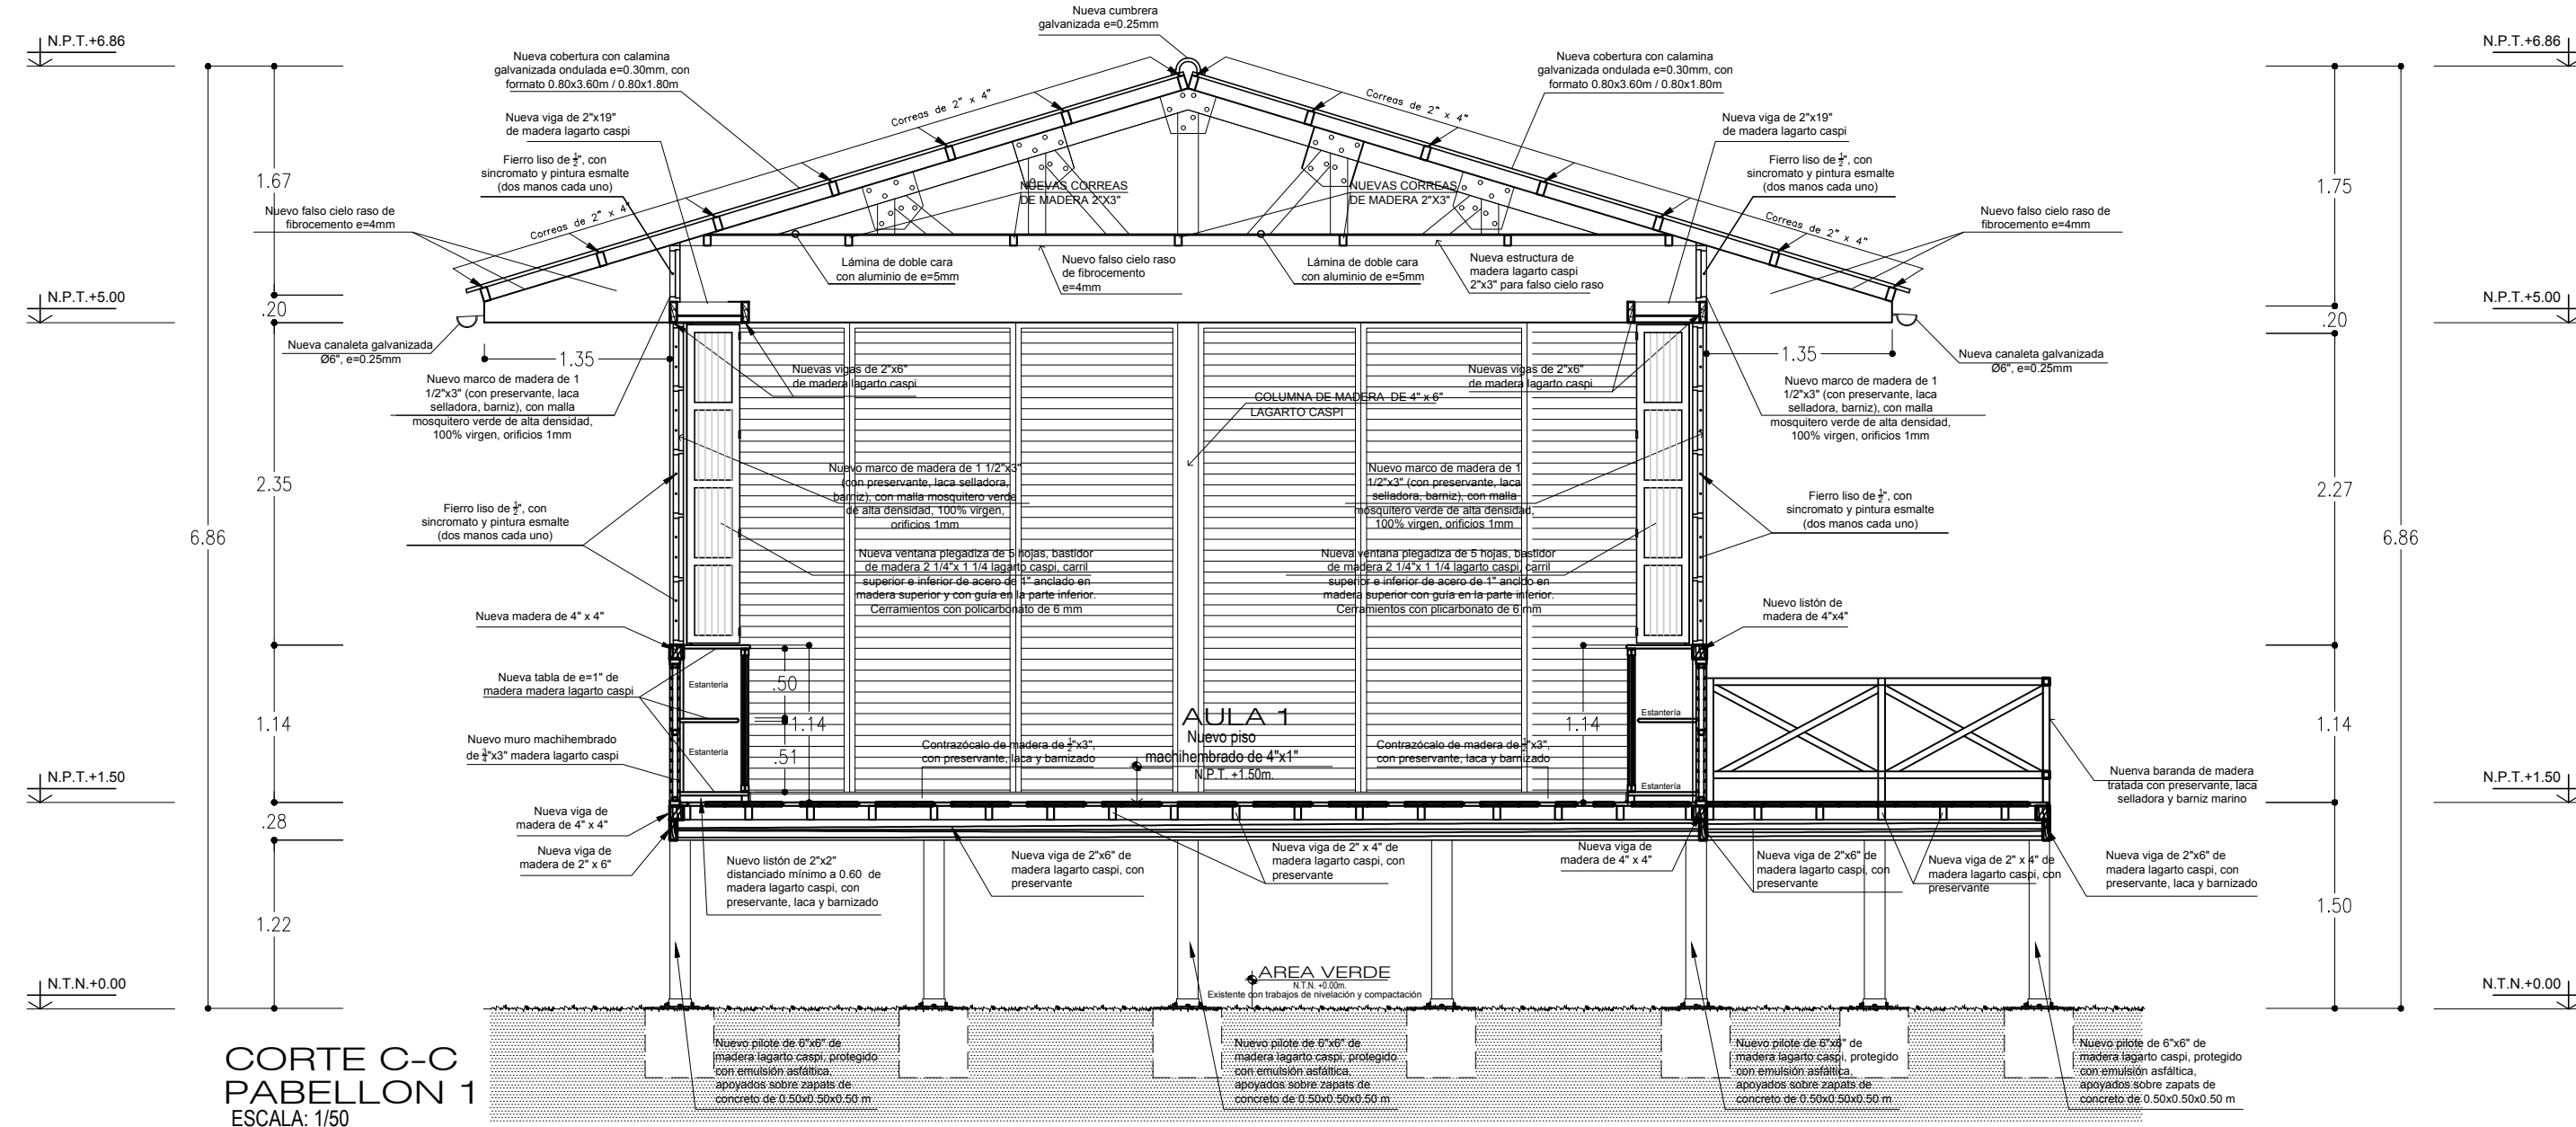 Nueva cumbrera
galvanizada e=0.25mm
N.P.T.+6.86
N.P.T.+6.86
Nueva cobertura con calamina
galvanizada ondulada e=0.30mm, con
formato 0.80x3.60m / 0.80x1.80m
Nueva cobertura con calamina
galvanizada ondulada e=0.30mm, con
formato 0.80x3.60m / 0.80x1.80m
Correas de 2" x 4"
Correas de 2" x 4"
Nueva viga de 2"x19"
de madera lagarto caspi
Nueva viga de 2"x19"
de madera lagarto caspi
Fierro liso de ½", con
sincromato y pintura esmalte
(dos manos cada uno)
Fierro liso de ½", con
sincromato y pintura esmalte
(dos manos cada uno)
1.67
1.75
NUEVAS CORREAS
DE MADERA 2"X3"
NUEVAS CORREAS
DE MADERA 2"X3"
Nuevo falso cielo raso de
fibrocemento e=4mm
Nuevo falso cielo raso de
fibrocemento e=4mm
Correas de 2" x 4"
Correas de 2" x 4"
Lámina de doble cara
con aluminio de e=5mm
Nuevo falso cielo raso
de fibrocemento
e=4mm
Lámina de doble cara
con aluminio de e=5mm
Nueva estructura de
madera lagarto caspi
2"x3" para falso cielo raso
N.P.T.+5.00
N.P.T.+5.00
.20
.20
Nueva canaleta galvanizada
Ø6", e=0.25mm
1.35
1.35
Nueva canaleta galvanizada
Ø6", e=0.25mm
Nuevas vigas de 2"x6"
de madera lagarto caspi
Nuevas vigas de 2"x6"
de madera lagarto caspi
Nuevo marco de madera de 1
1/2"x3" (con preservante, laca
selladora, barniz), con malla
mosquitero verde de alta densidad,
100% virgen, orificios 1mm
Nuevo marco de madera de 1
1/2"x3" (con preservante, laca
selladora, barniz), con malla
mosquitero verde de alta densidad,
100% virgen, orificios 1mm
COLUMNA DE MADERA DE 4" x 6"
LAGARTO CASPI
Nuevo marco de madera de 1 1/2"x3"
(con preservante, laca selladora,
barniz), con malla mosquitero verde
de alta densidad, 100% virgen,
orificios 1mm
Nuevo marco de madera de 1
1/2"x3" (con preservante, laca
selladora, barniz), con malla
mosquitero verde de alta densidad,
100% virgen, orificios 1mm
2.35
2.27
Fierro liso de ½", con
sincromato y pintura esmalte
(dos manos cada uno)
Fierro liso de ½", con
sincromato y pintura esmalte
(dos manos cada uno)
6.86
6.86
Nueva ventana plegadiza de 5 hojas, bastidor
de madera 2 1/4"x 1 1/4 lagarto caspi, carril
superior e inferior de acero de 1" anclado en
madera superior y con guía en la parte inferior.
Cerramientos con policarbonato de 6 mm
Nueva ventana plegadiza de 5 hojas, bastidor
de madera 2 1/4"x 1 1/4 lagarto caspi, carril
superior e inferior de acero de 1" ancldo en
madera superior con guía en la parte inferior.
Cerramientos con plicarbonato de 6 mm
Nueva madera de 4" x 4"
Nuevo listón de
madera de 4"x4"
Nueva tabla de e=1" de
madera madera lagarto caspi
Estantería
.50
1.14
1.14
Estantería
1.14
1.14
AULA 1
Nuevo piso
machihembrado de 4"x1"
N.P.T. +1.50m.
Nuevo muro machihembrado
de ¾"x3" madera lagarto caspi
Estantería
.51
Contrazócalo de madera de ½"x3",
con preservante, laca y barnizado
Contrazócalo de madera de ½"x3",
con preservante, laca y barnizado
Estantería
N.P.T.+1.50
N.P.T.+1.50
Nuenva baranda de madera
tratada con preservante, laca
selladora y barniz marino
Nueva viga de
madera de 4" x 4"
.28
Nueva viga de
madera de 2" x 6"
Nuevo listón de 2"x2"
distanciado mínimo a 0.60 de
madera lagarto caspi, con
preservante, laca y barnizado
Nueva viga de 2"x6" de
madera lagarto caspi, con
preservante
Nueva viga de 2" x 4" de
madera lagarto caspi, con
preservante
Nueva viga de
madera de 4" x 4"
Nueva viga de 2"x6" de
madera lagarto caspi, con
preservante
Nueva viga de 2" x 4" de
madera lagarto caspi, con
preservante
Nueva viga de 2"x6" de
madera lagarto caspi, con
preservante, laca y barnizado
1.22
1.50
N.T.N.+0.00
N.T.N.+0.00
AREA VERDE
N.T.N. +0.00m.
Existente con trabajos de nivelación y compactación
Nuevo pilote de 6"x6" de
madera lagarto caspi, protegido
con emulsión asfáltica,
apoyados sobre zapats de
concreto de 0.50x0.50x0.50 m
Nuevo pilote de 6"x6" de
madera lagarto caspi, protegido
con emulsión asfáltica,
apoyados sobre zapats de
concreto de 0.50x0.50x0.50 m
Nuevo pilote de 6"x6" de
madera lagarto caspi, protegido
con emulsión asfáltica,
apoyados sobre zapats de
concreto de 0.50x0.50x0.50 m
Nuevo pilote de 6"x6" de
madera lagarto caspi, protegido
con emulsión asfáltica,
apoyados sobre zapats de
concreto de 0.50x0.50x0.50 m
CORTE C-C
PABELLON 1
ESCALA: 1/50